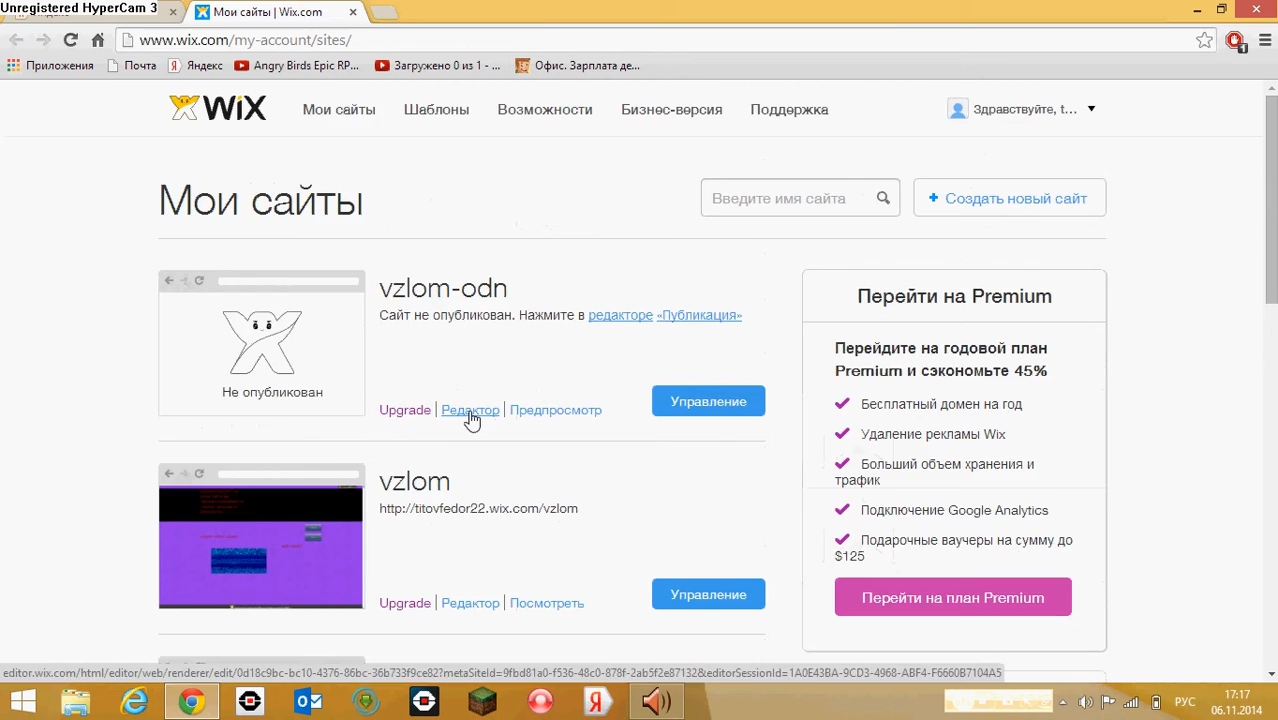 Unregistered HyperCam 3
Мои сайты | Wix.com
www.wix.com/my-account/sites/
Приложения
Почта
Яндекс
Angry Birds Epic RP...
Загружено 0 из 1 - ...
Офис. Зарплата де...
WiX
Мои сайты
Шаблоны
Возможности
Бизнес-версия
Поддержка
Здравствуйте, t...
Мои сайты
Введите имя сайта
+ Создать новый сайт
vzlom-odn
Сайт не опубликован. Нажмите в редакторе «Публикация»
Не опубликован
Upgrade | Редактор | Предпросмотр
Управление
vzlom
http://titovfedor22.wix.com/vzlom
Upgrade | Редактор | Посмотреть
Управление
Перейти на Premium
Перейдите на годовой план
Premium и сэкономьте 45%
Бесплатный домен на год
Удаление рекламы Wix
Больший объем хранения и
трафик
Подключение Google Analytics
Подарочные ваучеры на сумму до
$125
Перейти на план Premium
editor.wix.com/html/editor/web/renderer/edit/0d18c9bc-bc10-4376-86bc-36b733f9ce82?metaSiteId=9fbd81a0-f536-48c0-878f-2ab5f2e87132&editorSessionId=1A0E43BA-9CD3-4968-ABF4-F6660B7104A5
РУС
17:17
06.11.2014